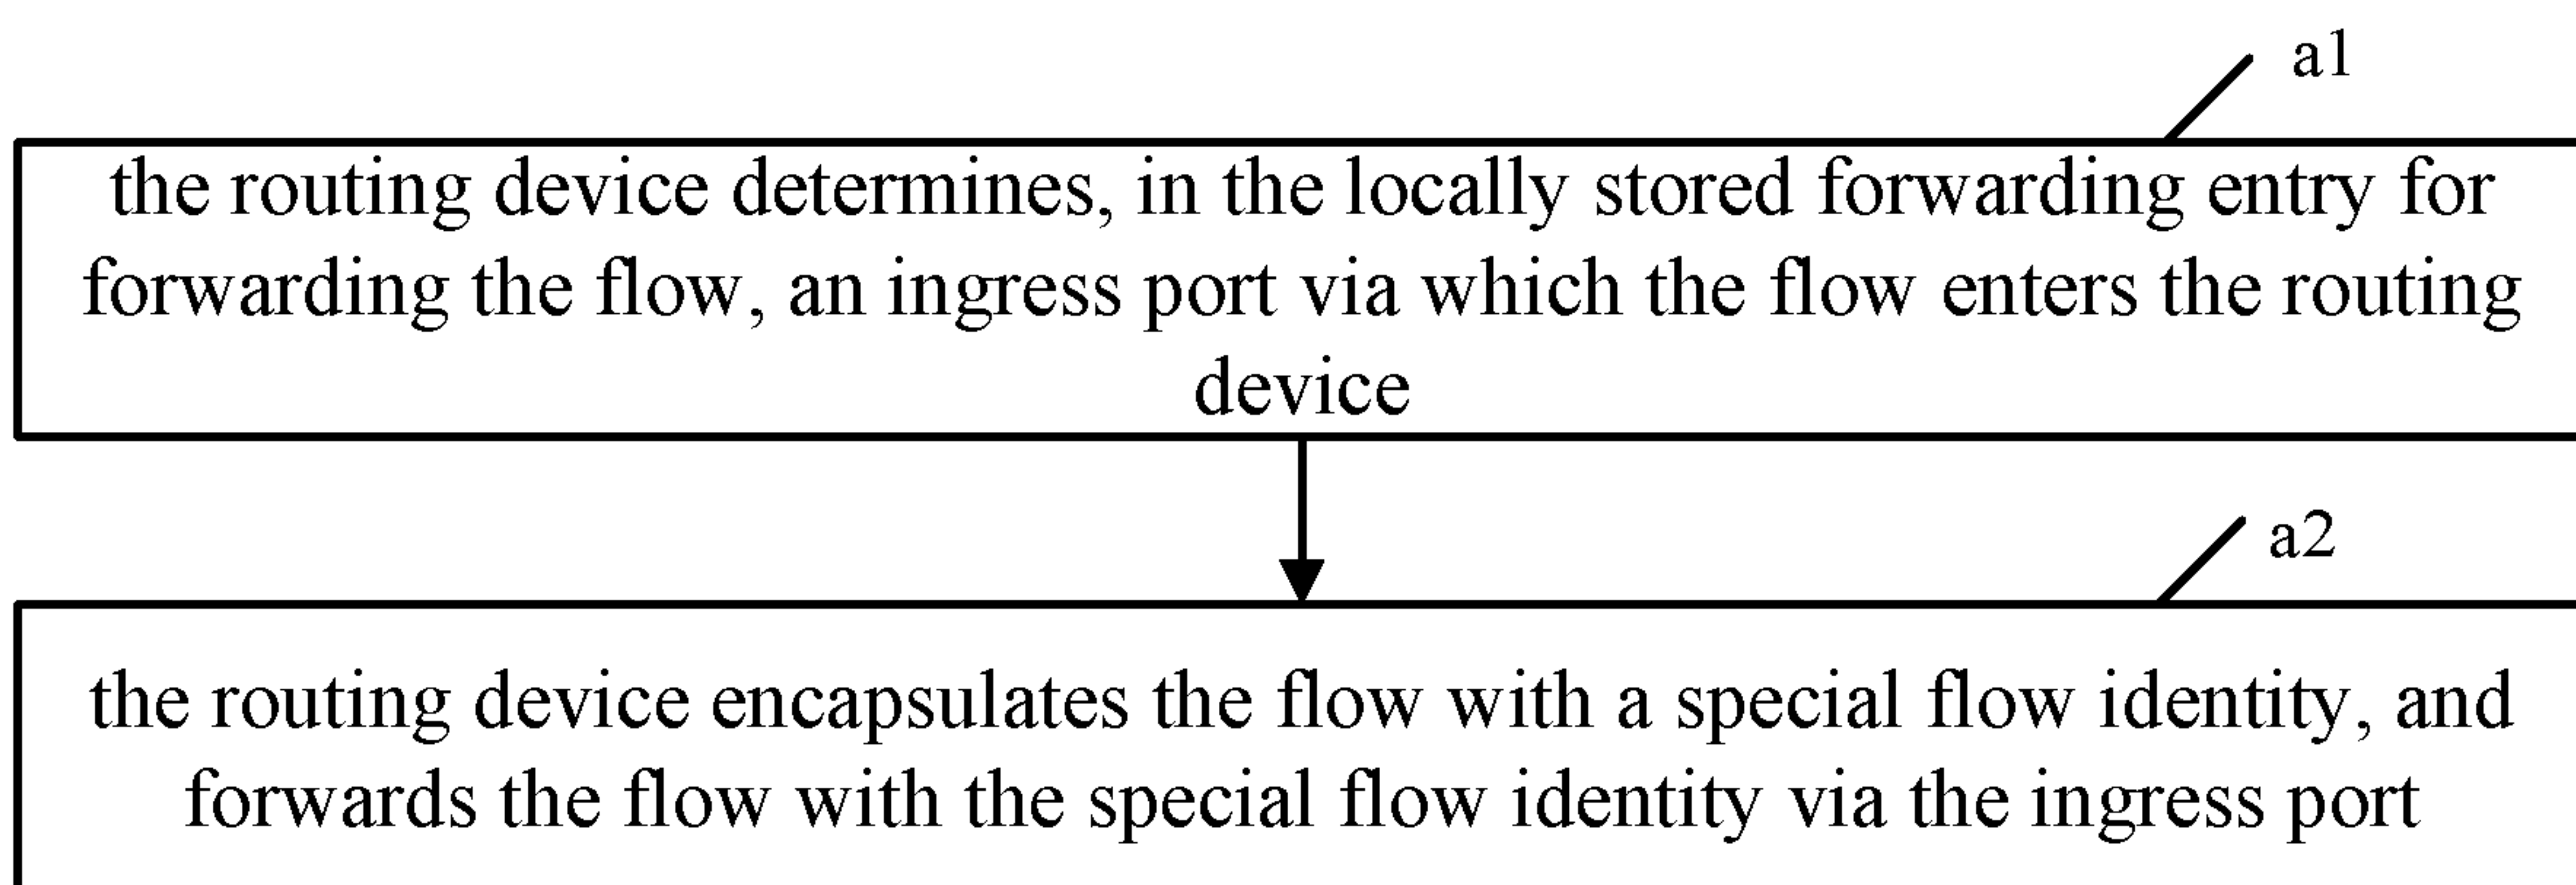 a1
the routing device determines, in the locally stored forwarding entry for
forwarding the flow, an ingress port via which the flow enters the routing
device
a2
the routing device encapsulates the flow with a special flow identity, and
forwards the flow with the special flow identity via the ingress port